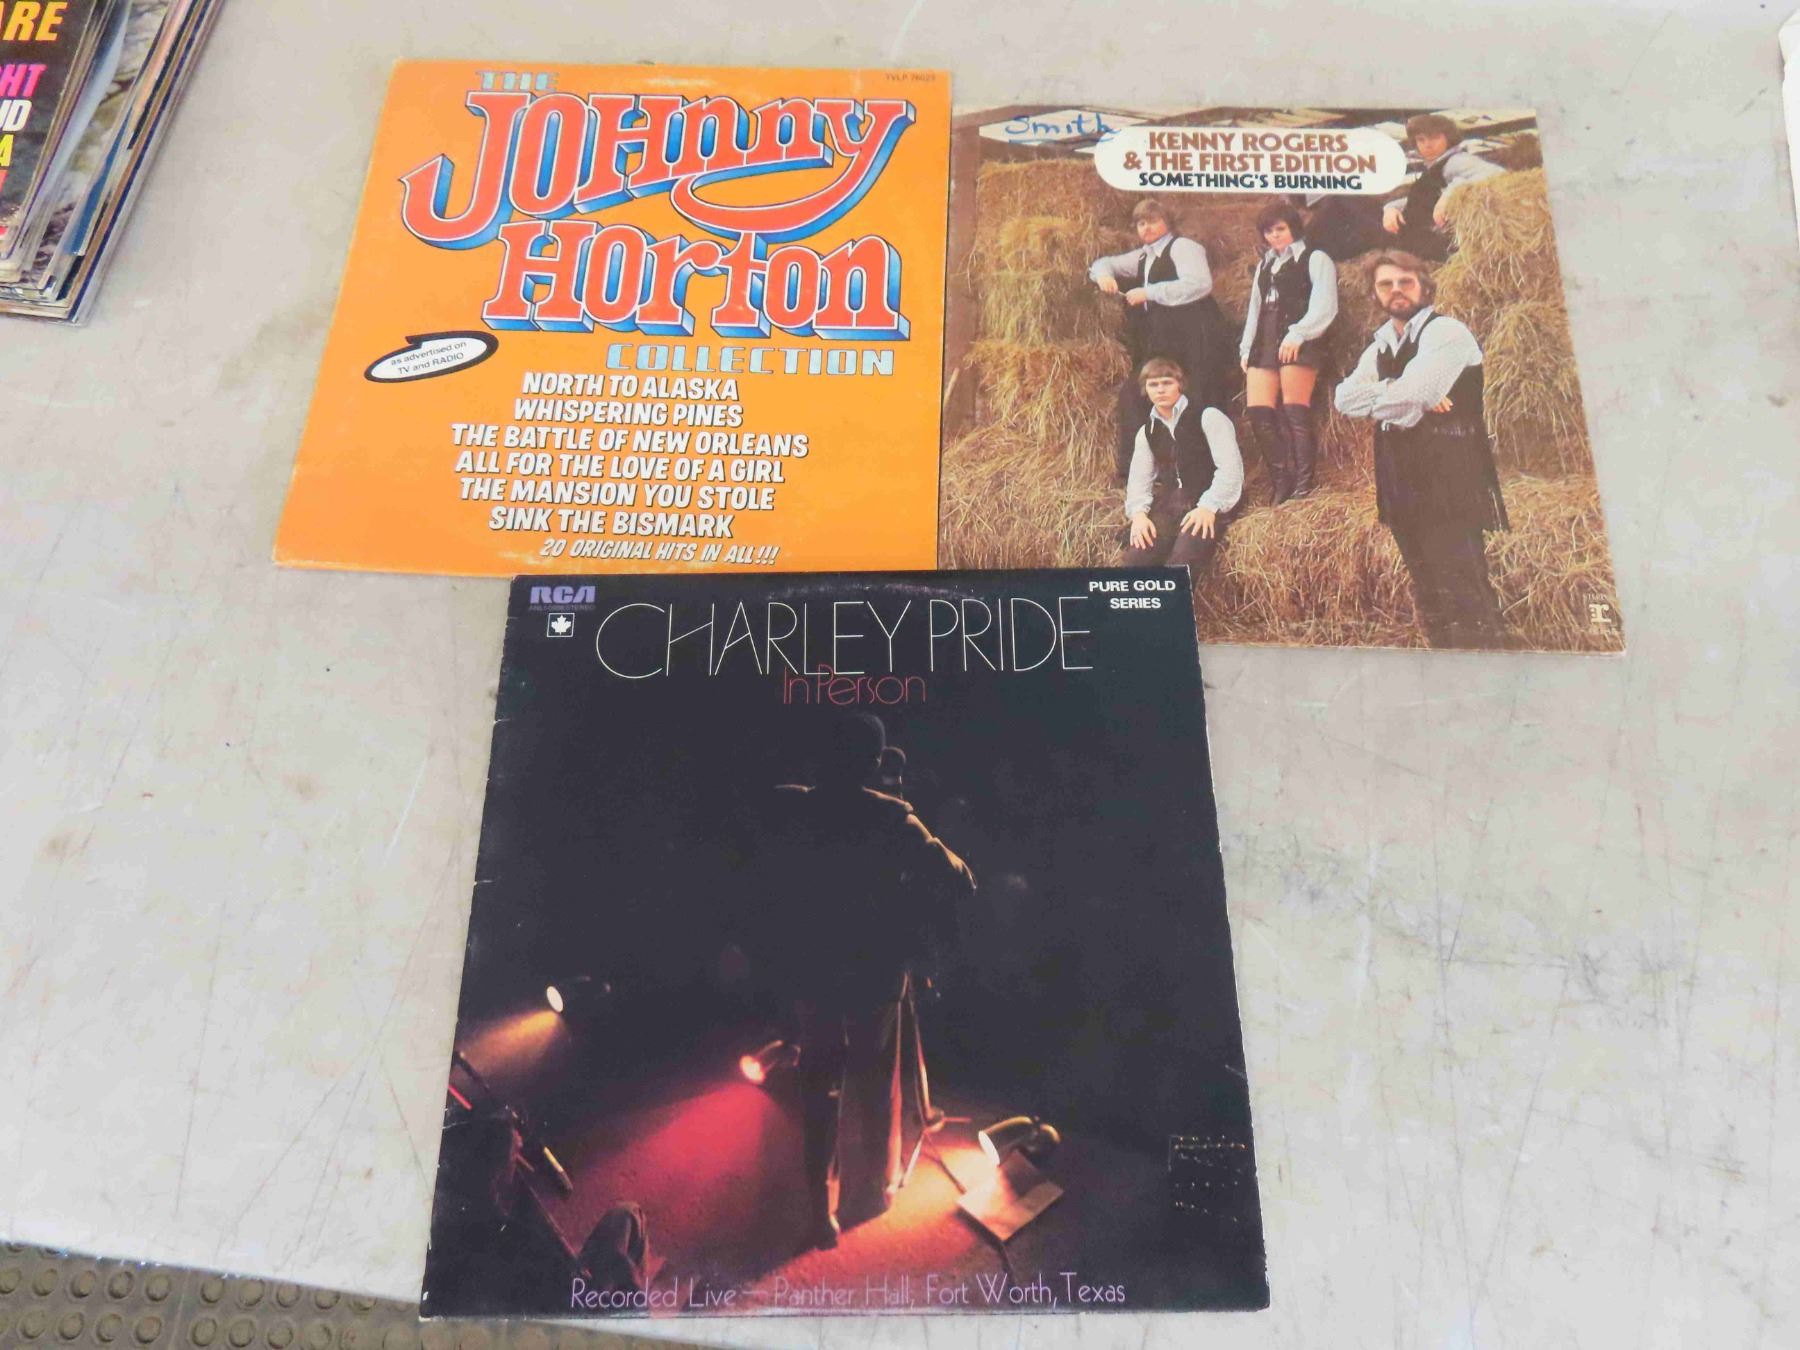 ARE
THE
JOHNNY
HORTON
COLLECTION
TVLP 76023
as advertised on
TV and RADIO
NORTH TO ALASKA
WHISPERING PINES
THE BATTLE OF NEW ORLEANS
ALL FOR THE LOVE OF A GIRL
THE MANSION YOU STOLE
SINK THE BISMARK
20 ORIGINAL HITS IN ALL!!!
Smith
KENNY ROGERS
& THE FIRST EDITION
SOMETHING'S BURNING
r
RCA
PURE GOLD
SERIES
CHARLEY PRIDE
In Person
Recorded Live — Panther Hall, Fort Worth, Texas